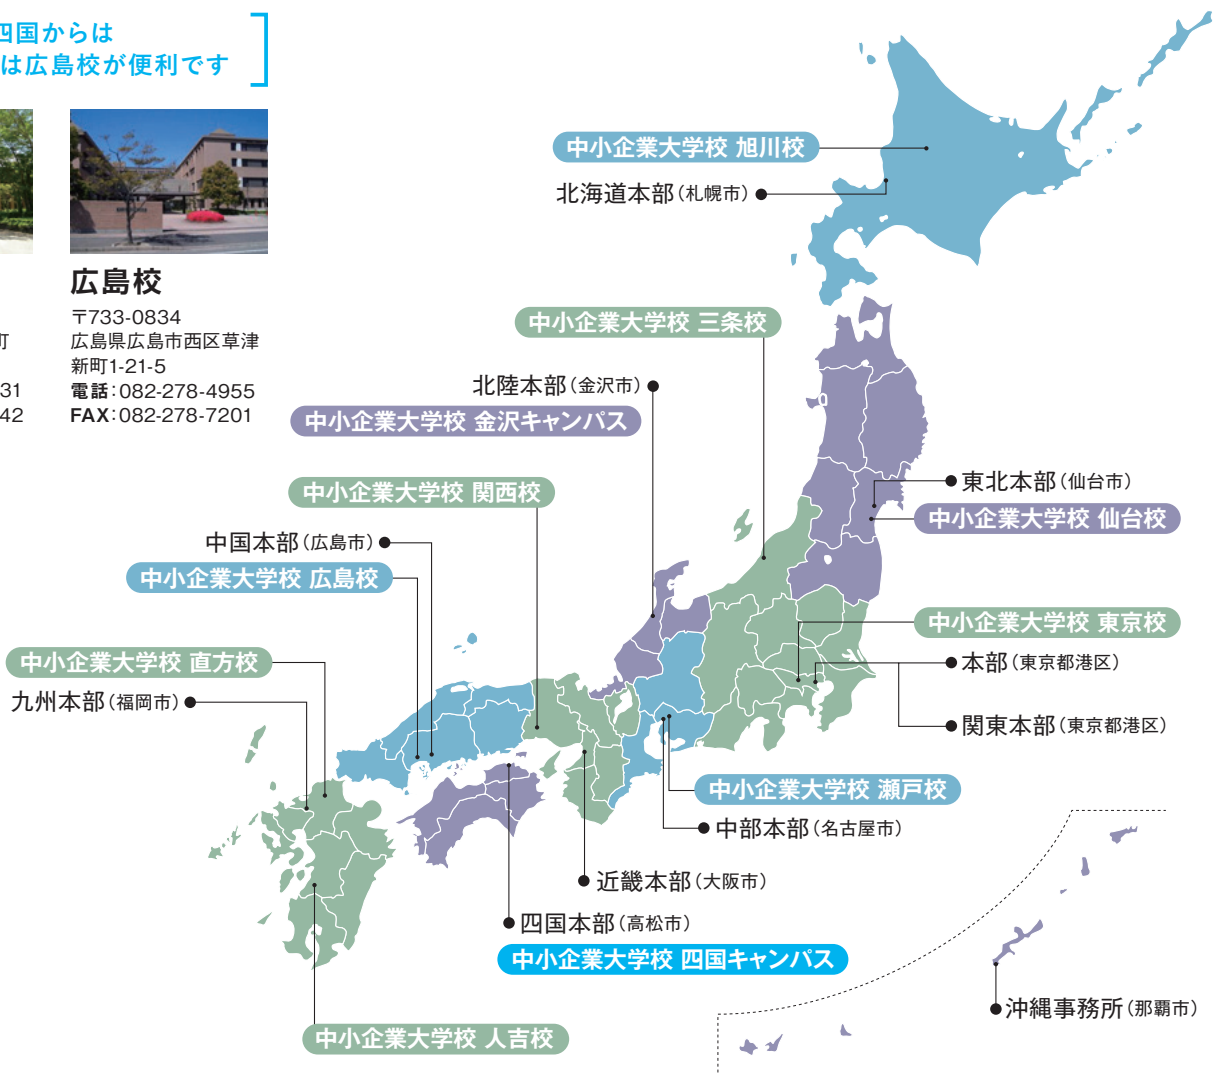 四国からは
は広島校が便利です
広島校
〒733-0834
広島県広島市西区草津
新町1-21-5
電話：082-278-4955
FAX：082-278-7201
町
31
42
中小企業大学校 旭川校
北海道本部（札幌市）
中小企業大学校 三条校
北陸本部（金沢市）
中小企業大学校 金沢キャンパス
東北本部（仙台市）
中小企業大学校 仙台校
中小企業大学校 関西校
中国本部（広島市）
中小企業大学校 広島校
中小企業大学校 東京校
本部（東京都港区）
関東本部（東京都港区）
中小企業大学校 直方校
九州本部（福岡市）
中小企業大学校 瀬戸校
中部本部（名古屋市）
近畿本部（大阪市）
四国本部（高松市）
中小企業大学校 四国キャンパス
沖縄事務所（那覇市）
中小企業大学校 人吉校